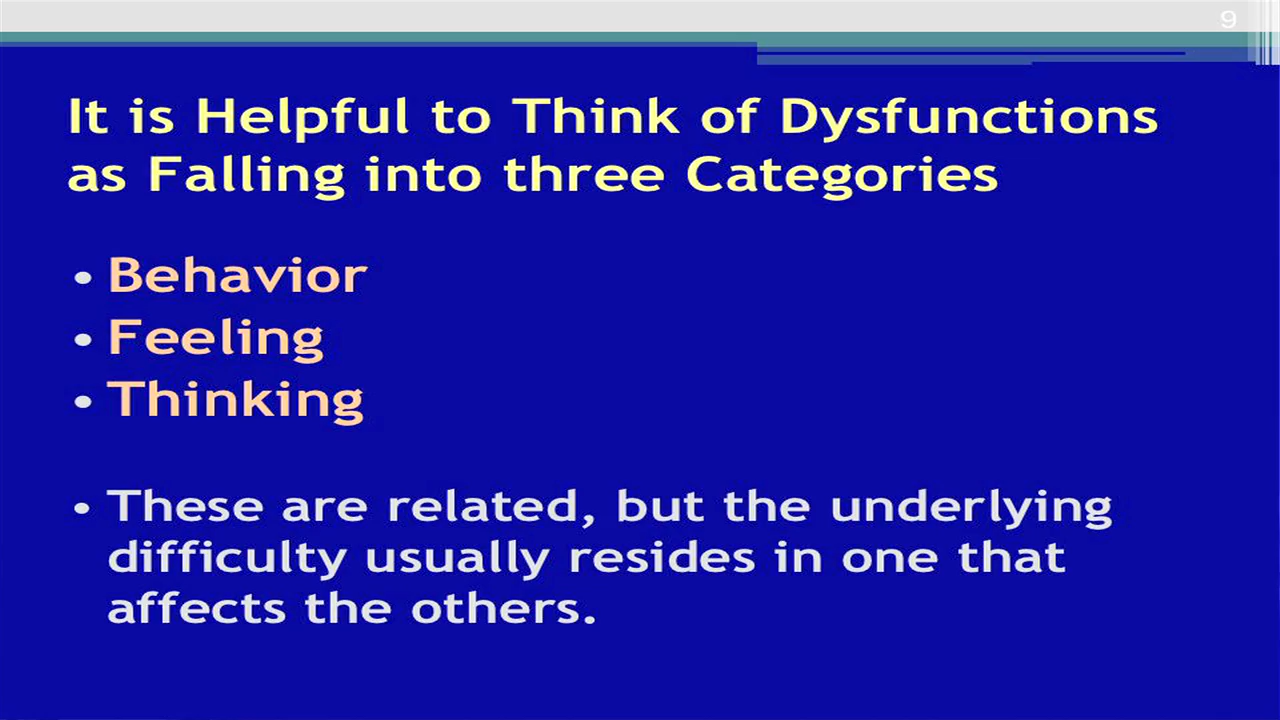 9
It is Helpful to Think of Dysfunctions
as Falling into three Categories
• Behavior
• Feeling
• Thinking
• These are related, but the underlying
difficulty usually resides in one that
affects the others.